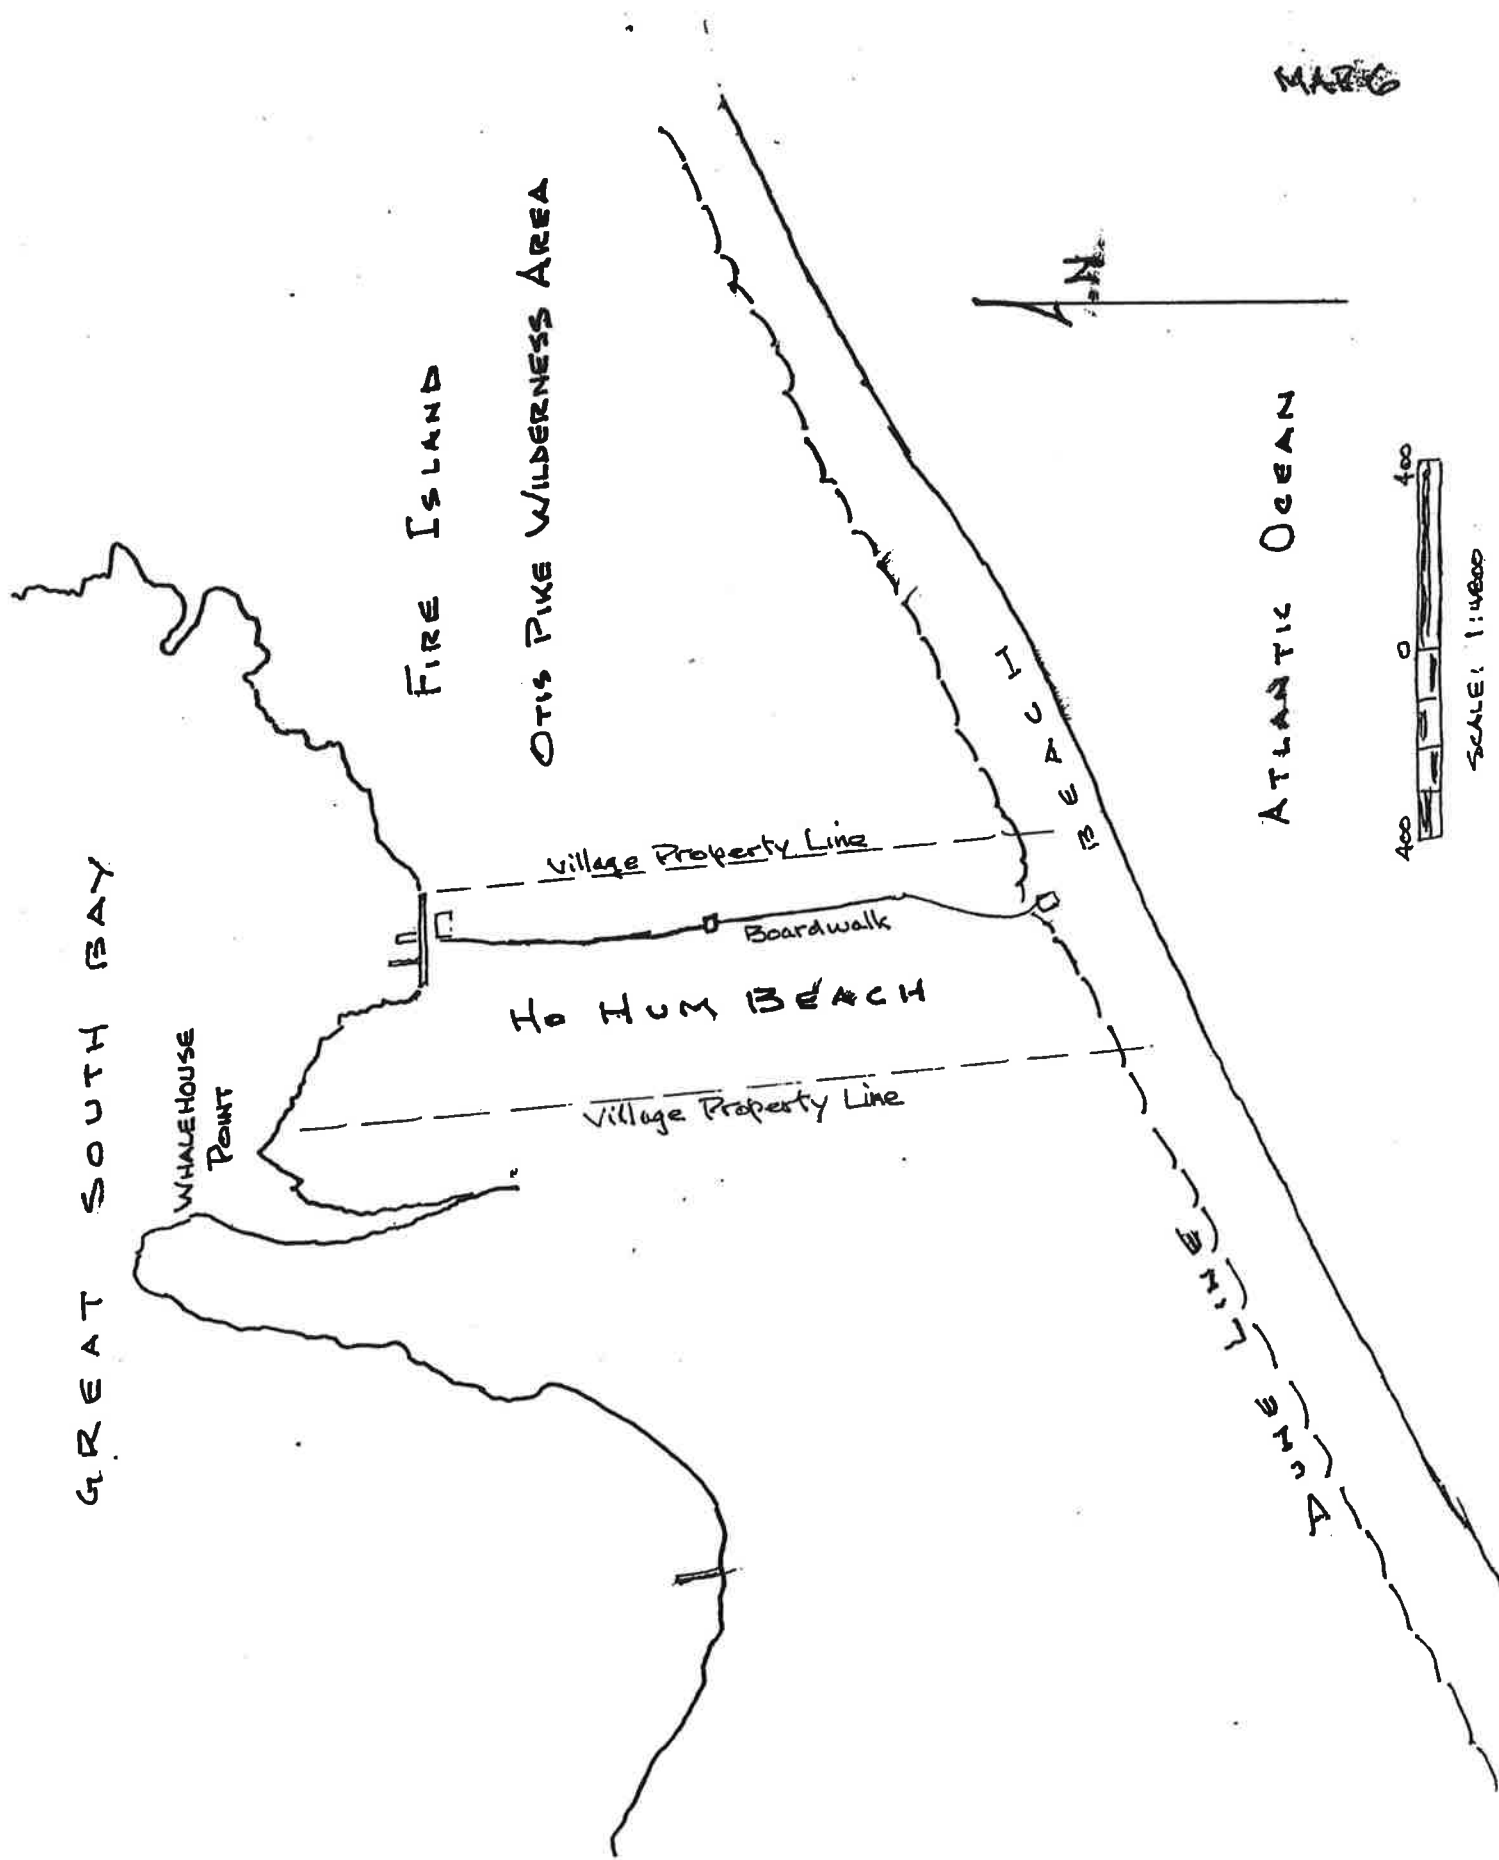 MAP 6
GREAT SOUTH BAY
WHALEHOUSE
POINT
FIRE ISLAND
OTIS PIKE WILDERNESS AREA
Village Property Line
Boardwalk
HO HUM BEACH
Village Property Line
BEACH
DUNE LINE
N
ATLANTIC OCEAN
400 0 400
SCALE: 1:4800